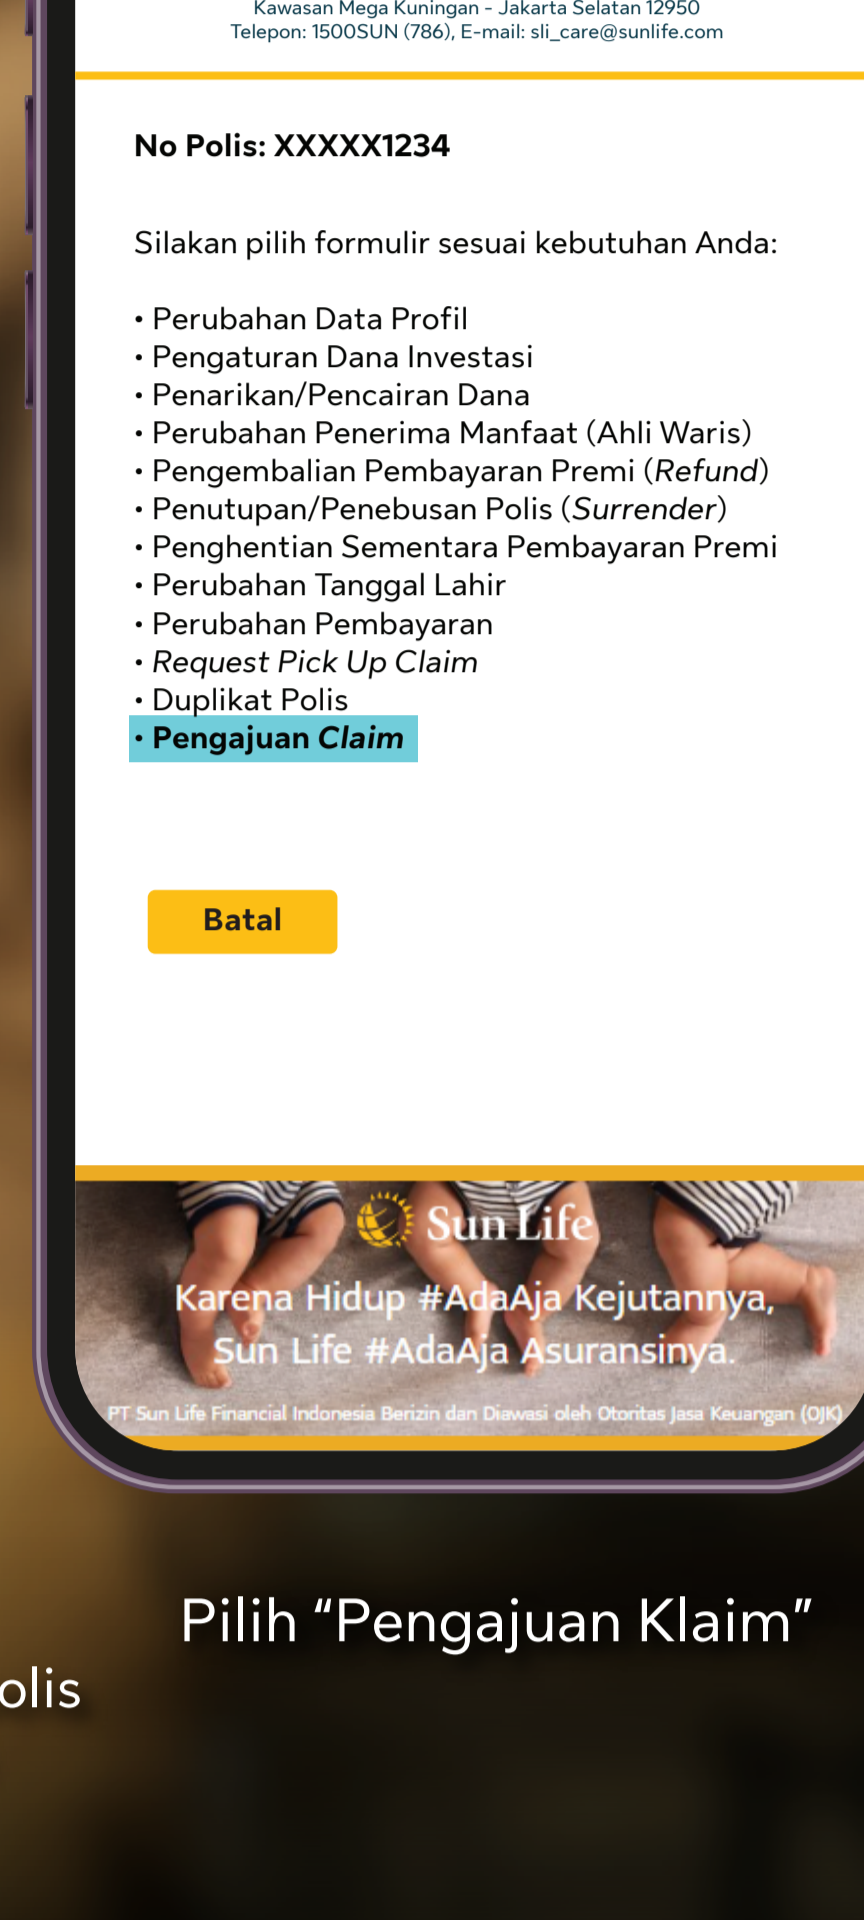 Kawasan Mega Kuningan - Jakarta Selatan 12950
Telepon: 1500SUN (786), E-mail: sli_care@sunlife.com
No Polis: XXXXX1234
Silakan pilih formulir sesuai kebutuhan Anda:
• Perubahan Data Profil
• Pengaturan Dana Investasi
• Penarikan/Pencairan Dana
• Perubahan Penerima Manfaat (Ahli Waris)
• Pengembalian Pembayaran Premi (Refund)
• Penutupan/Penebusan Polis (Surrender)
• Penghentian Sementara Pembayaran Premi
• Perubahan Tanggal Lahir
• Perubahan Pembayaran
• Request Pick Up Claim
• Duplikat Polis
• Pengajuan Claim
Batal
Sun Life
Karena Hidup #AdaAja Kejutannya,
Sun Life #AdaAja Asuransinya.
PT Sun Life Financial Indonesia Berizin dan Diawasi oleh Otoritas Jasa Keuangan (OJK)
Pilih “Pengajuan Klaim”
olis